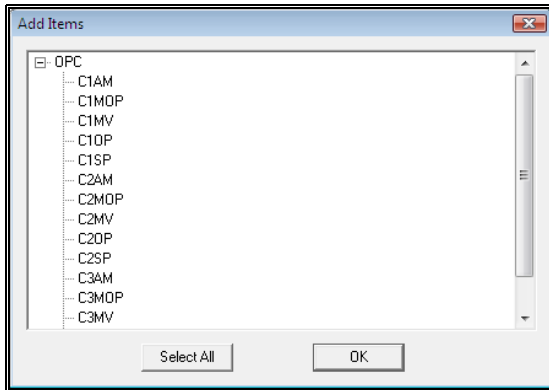 Add Items
OPC
C1AM
C1MOP
C1MV
C1OP
C1SP
C2AM
C2MOP
C2MV
C2OP
C2SP
C3AM
C3MOP
C3MV
Select All OK